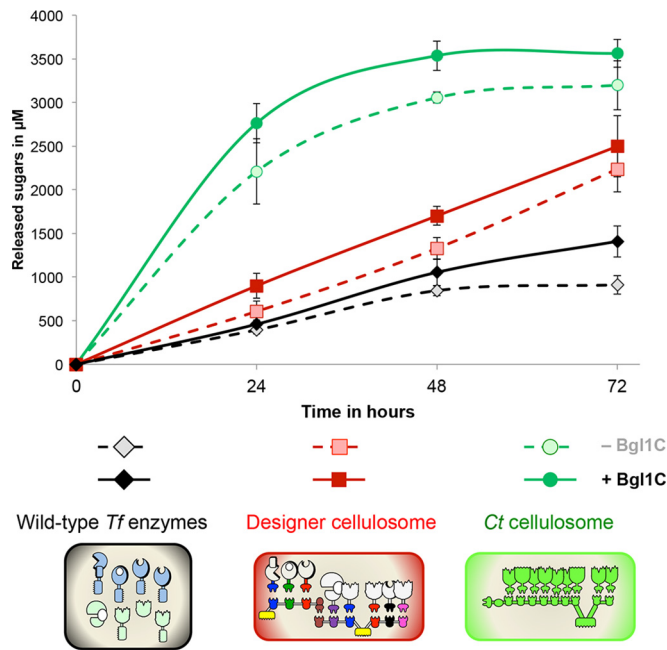 4000
3500
3000
2500
2000
1500
1000
500
0
Released sugars in µM
0 24 48 72
Time in hours
– Bgl1C
+ Bgl1C
Wild-type Tf enzymes Designer cellulosome Ct cellulosome